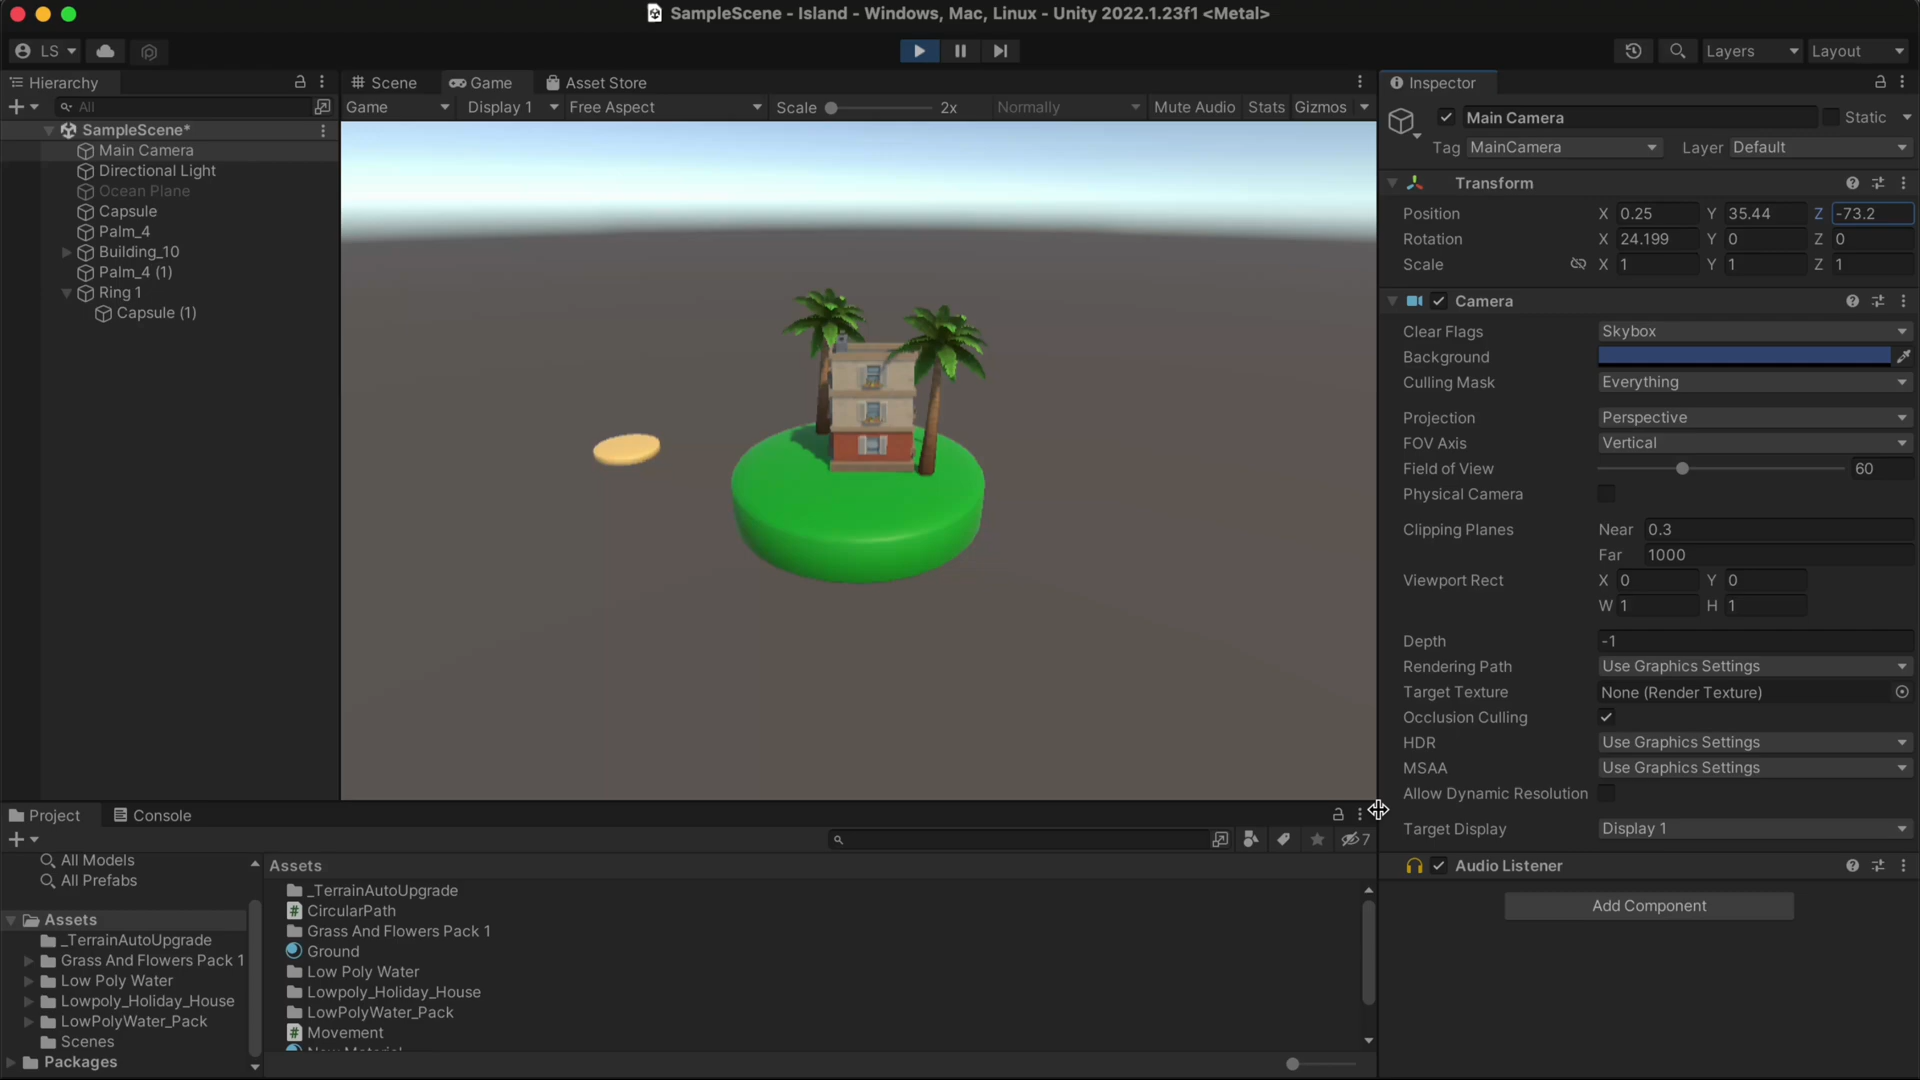 SampleScene - Island - Windows, Mac, Linux - Unity 2022.1.23f1 <Metal>
LS
Layers
Layout
Hierarchy
All
SampleScene*
Main Camera
Directional Light
Ocean Plane
Capsule
Palm_4
Building_10
Palm_4 (1)
Ring 1
Capsule (1)
Scene
Game
Asset Store
Game
Display 1
Free Aspect
Scale
2x
Normally
Mute Audio
Stats
Gizmos
Inspector
Main Camera
Static
Tag
MainCamera
Layer
Default
Transform
Position
X 0.25 Y 35.44 Z -73.2
Rotation
X 24.199 Y 0 Z 0
Scale
X 1 Y 1 Z 1
Camera
Clear Flags
Skybox
Background
Culling Mask
Everything
Projection
Perspective
FOV Axis
Vertical
Field of View
60
Physical Camera
Clipping Planes
Near 0.3
Far 1000
Viewport Rect
X 0 Y 0
W 1 H 1
Depth
-1
Rendering Path
Use Graphics Settings
Target Texture
None (Render Texture)
Occlusion Culling
HDR
Use Graphics Settings
MSAA
Use Graphics Settings
Allow Dynamic Resolution
Target Display
Display 1
Audio Listener
Add Component
Project
Console
7
All Models
All Prefabs
Assets
_TerrainAutoUpgrade
Grass And Flowers Pack 1
Low Poly Water
Lowpoly_Holiday_House
LowPolyWater_Pack
Scenes
Packages
Assets
_TerrainAutoUpgrade
CircularPath
Grass And Flowers Pack 1
Ground
Low Poly Water
Lowpoly_Holiday_House
LowPolyWater_Pack
Movement